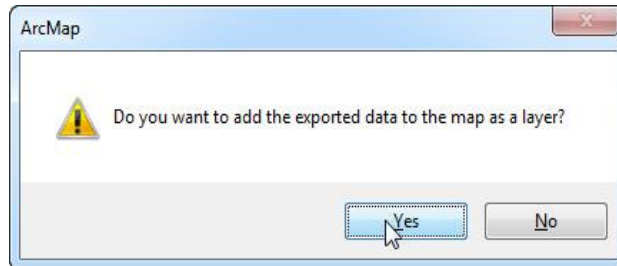 ArcMap
Do you want to add the exported data to the map as a layer?
Yes
No